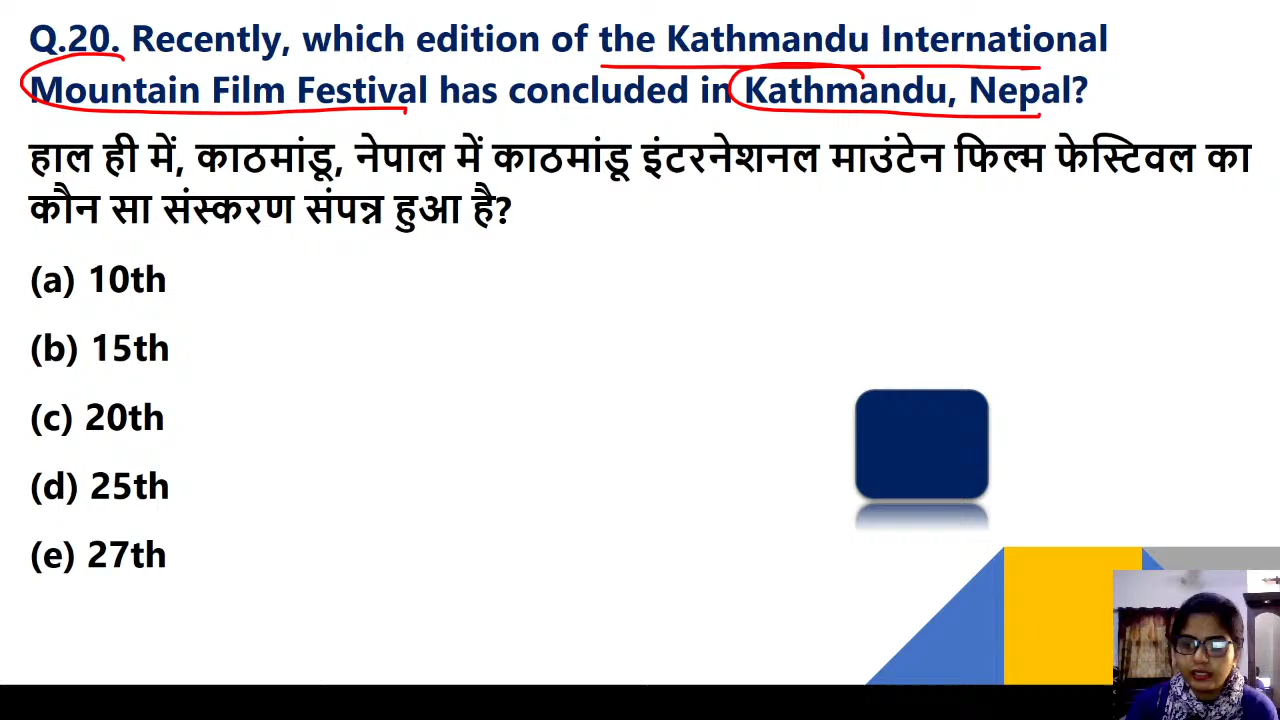 Q.20. Recently, which edition of the Kathmandu International
Mountain Film Festival has concluded in Kathmandu, Nepal?
हाल ही में, काठमांडू, नेपाल में काठमांडू इंटरनेशनल माउंटेन फिल्म फेस्टिवल का
कौन सा संस्करण संपन्न हुआ है?
(a) 10th
(b) 15th
(c) 20th
(d) 25th
(e) 27th